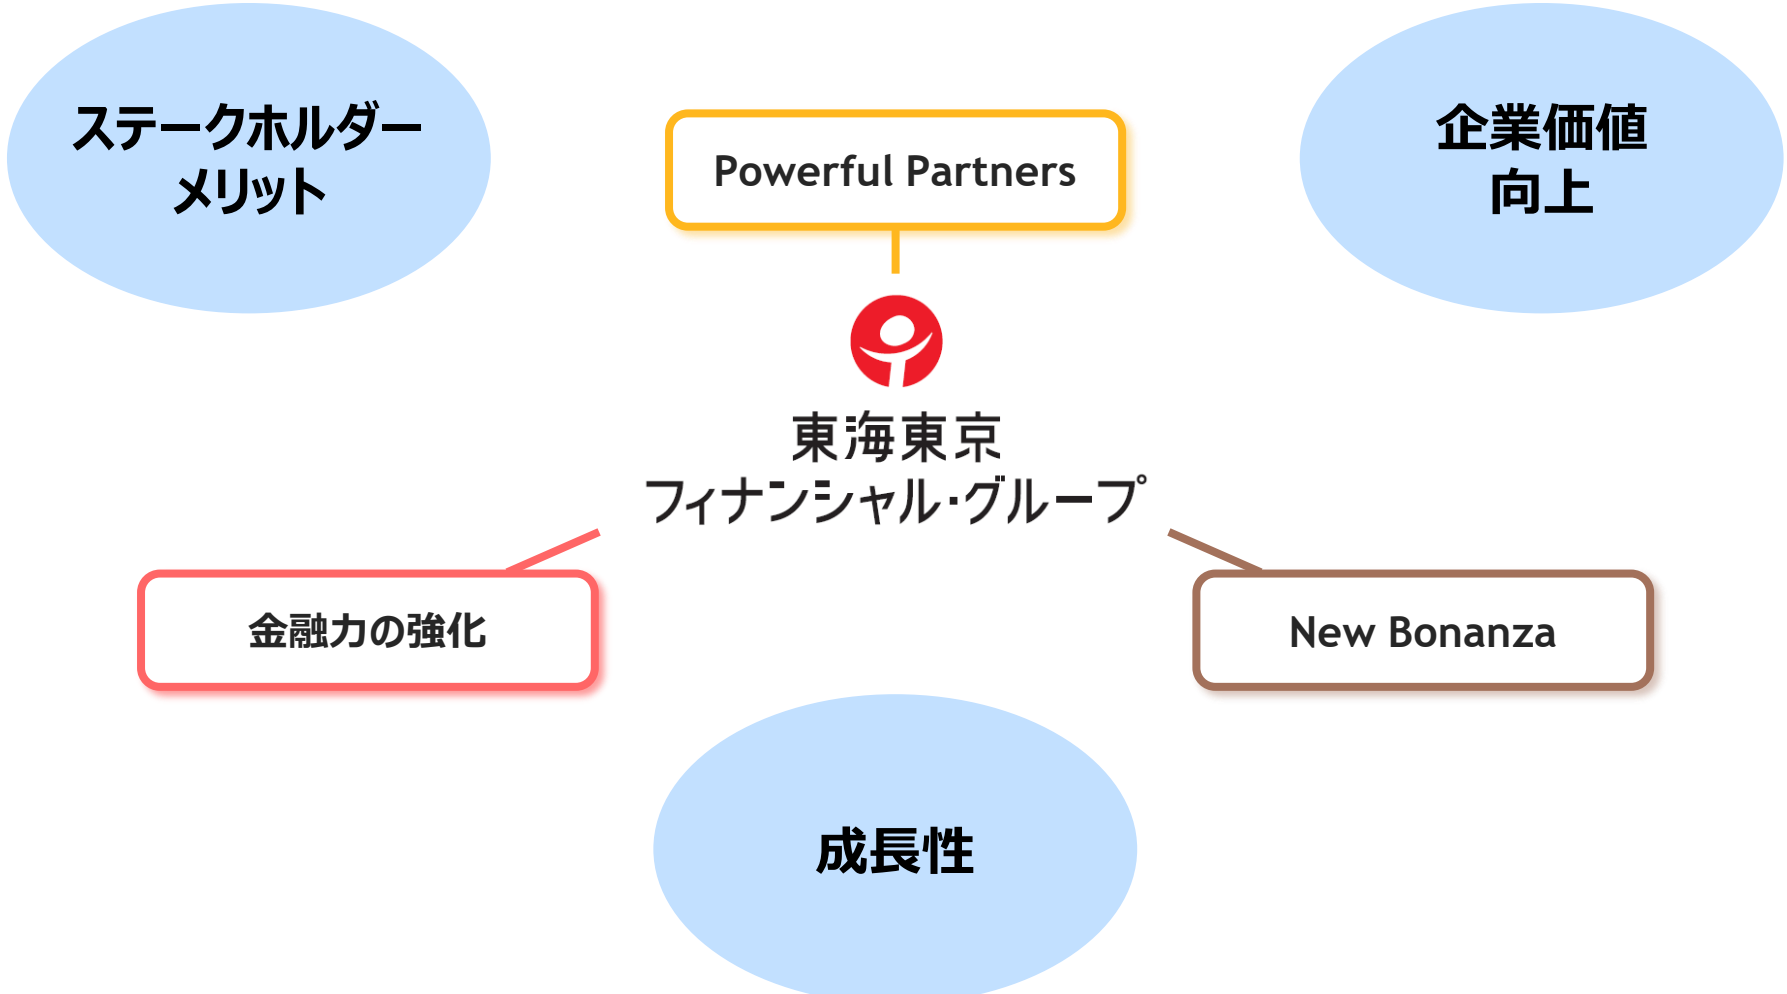 ステークホルダー
メリット
Powerful Partners
企業価値
向上
東海東京
フィナンシャル・グループ
金融力の強化
New Bonanza
成長性